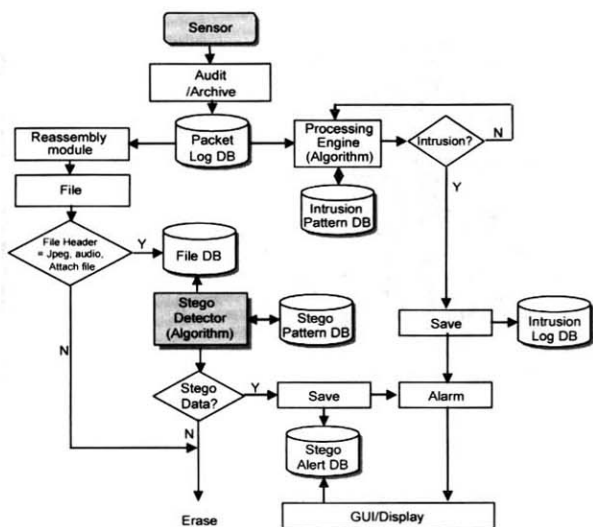 Sensor
Audit
/Archive
Reassembly
module
Packet
Log DB
Processing
Engine
(Algorithm)
Intrusion?
N
Y
File
Intrusion
Pattern DB
File Header
= Jpeg, audio,
Attach file
Y
N
File DB
Stego
Detector
(Algorithm)
Stego
Pattern DB
Save
Intrusion
Log DB
Stego
Data?
Y
N
Save
Alarm
Stego
Alert DB
Erase
GUI/Display